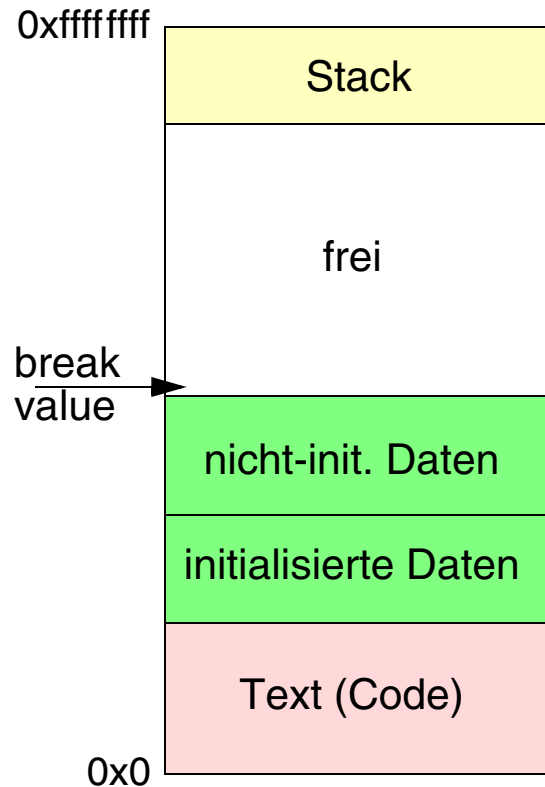 0xffffffff
Stack
frei
break
value
nicht-init. Daten
initialisierte Daten
Text (Code)
0x0